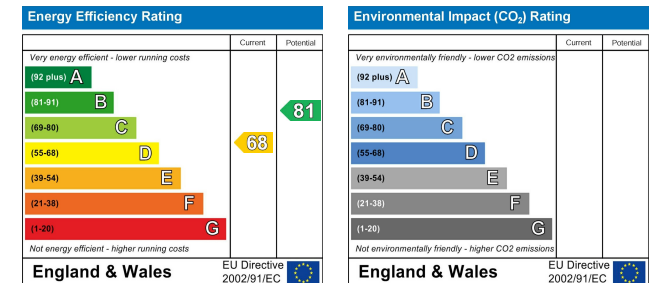 Energy Efficiency Rating
Current Potential
Very energy efficient - lower running costs
(92 plus) A
(81-91) B
(69-80) C
(55-68) D
(39-54) E
(21-38) F
(1-20) G
68
81
Not energy efficient - higher running costs
England & Wales
EU Directive
2002/91/EC
Environmental Impact (CO₂) Rating
Current Potential
Very environmentally friendly - lower CO2 emissions
(92 plus) A
(81-91) B
(69-80) C
(55-68) D
(39-54) E
(21-38) F
(1-20) G
Not environmentally friendly - higher CO2 emissions
England & Wales
EU Directive
2002/91/EC